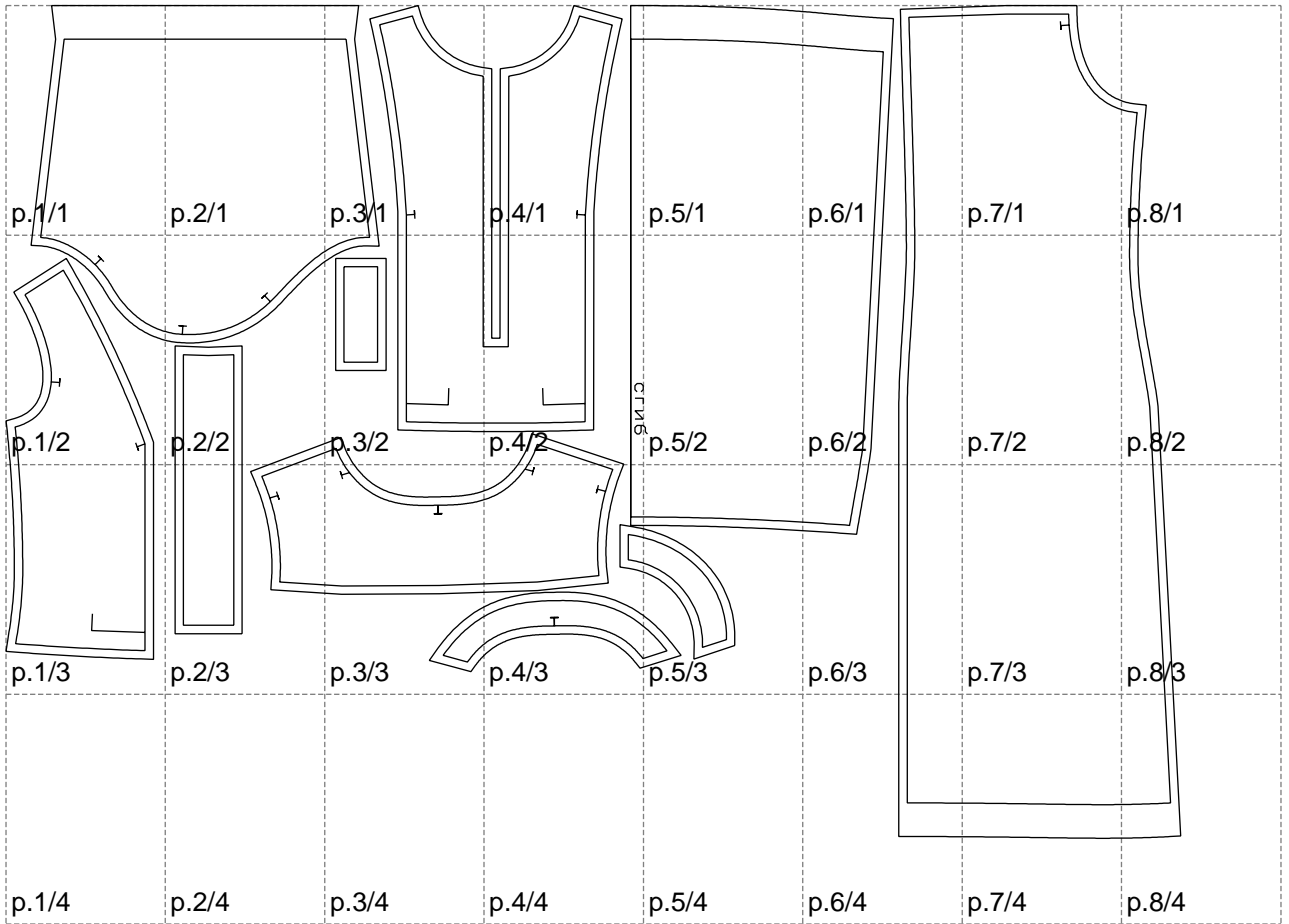 p.1/1 p.2/1 p.3/1 p.4/1 p.5/1 p.6/1 p.7/1 p.8/1
сгиб
p.1/2 p.2/2 p.3/2 p.4/2 p.5/2 p.6/2 p.7/2 p.8/2
p.1/3 p.2/3 p.3/3 p.4/3 p.5/3 p.6/3 p.7/3 p.8/3
p.1/4 p.2/4 p.3/4 p.4/4 p.5/4 p.6/4 p.7/4 p.8/4